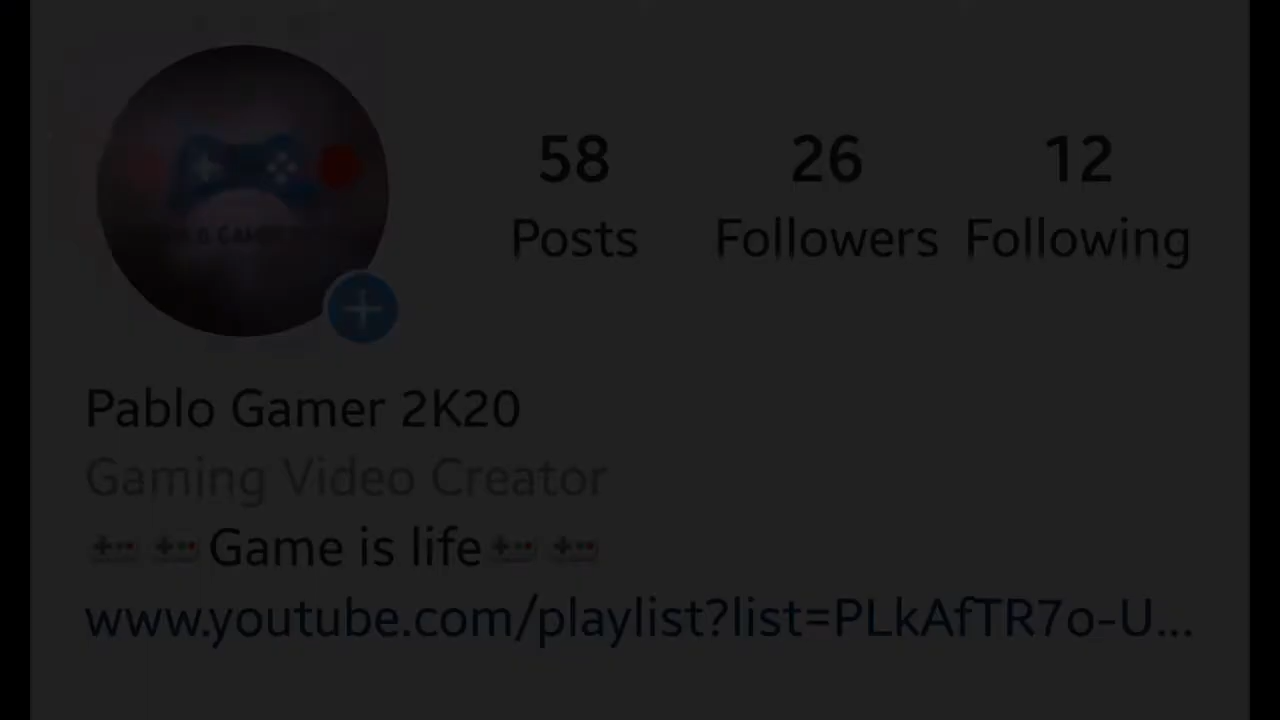 58 26 12
Posts Followers Following
Pablo Gamer 2K20
Gaming Video Creator
Game is life
www.youtube.com/playlist?list=PLkAfTR7o-U...